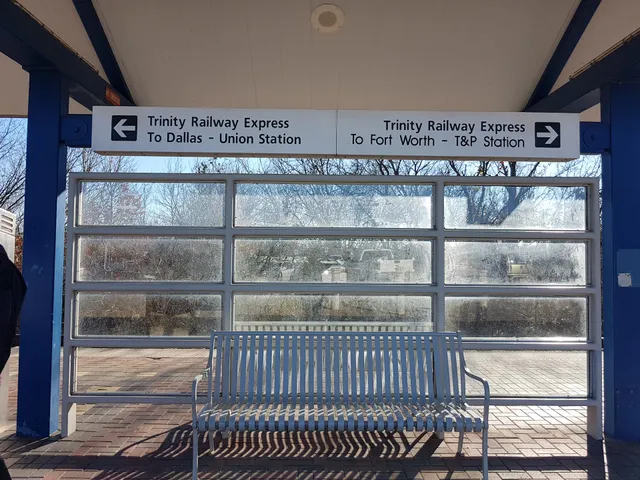 Trinity Railway Express
To Dallas - Union Station
Trinity Railway Express
To Fort Worth - T&P Station